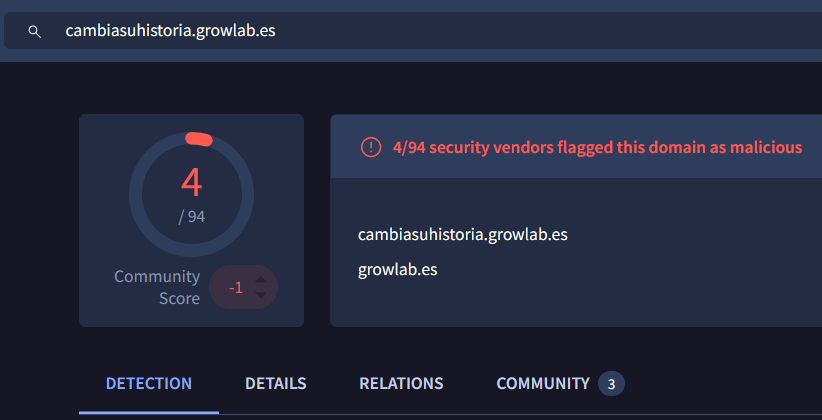 cambiasuhistoria.growlab.es
4
/ 94
Community
Score
-1
4/94 security vendors flagged this domain as malicious
cambiasuhistoria.growlab.es
growlab.es
DETECTION DETAILS RELATIONS COMMUNITY 3